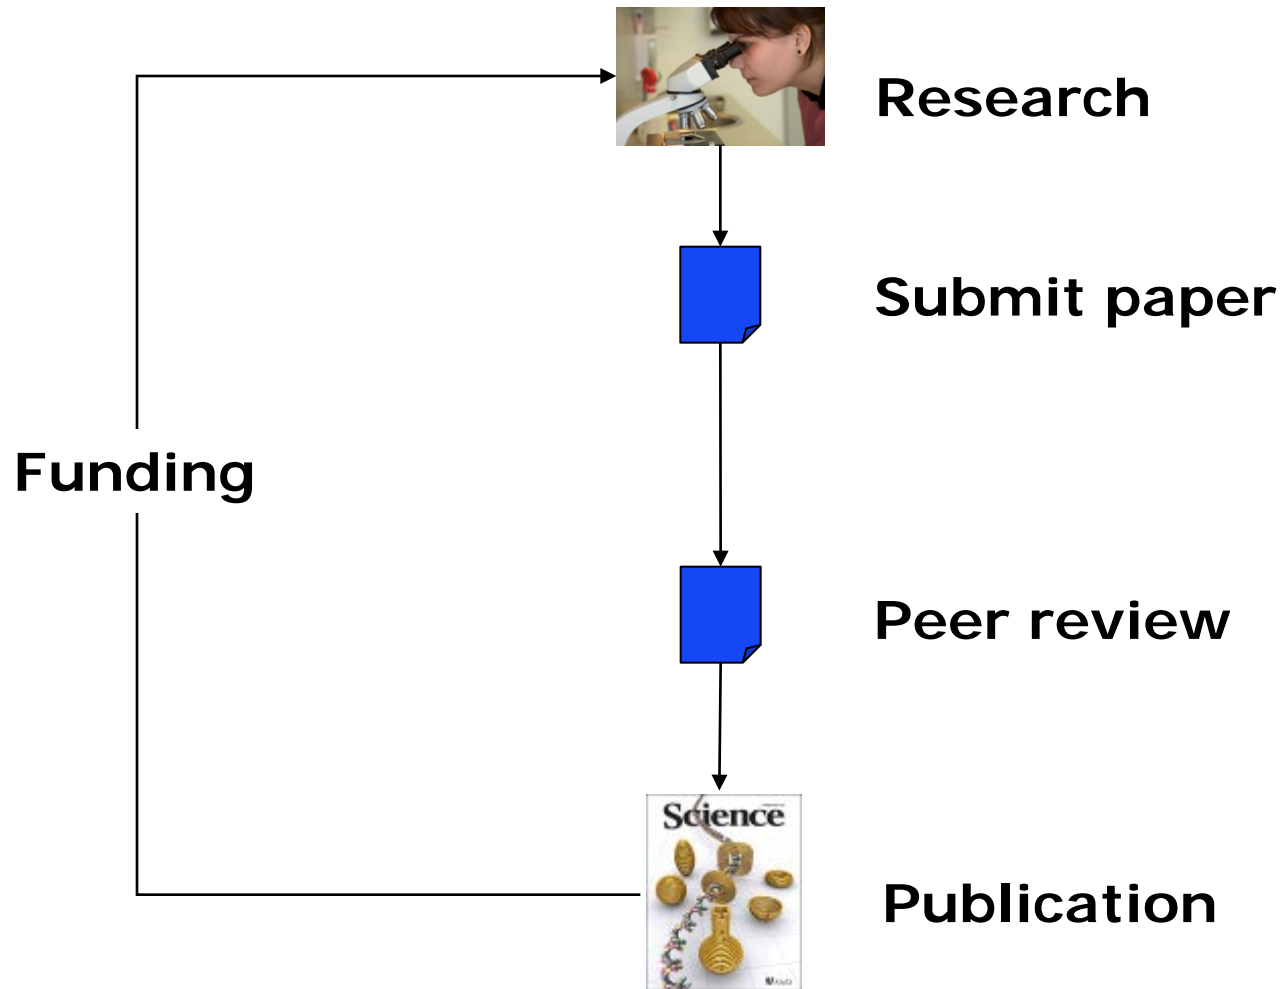 Research
Submit paper
Funding
Peer review
Science
Publication